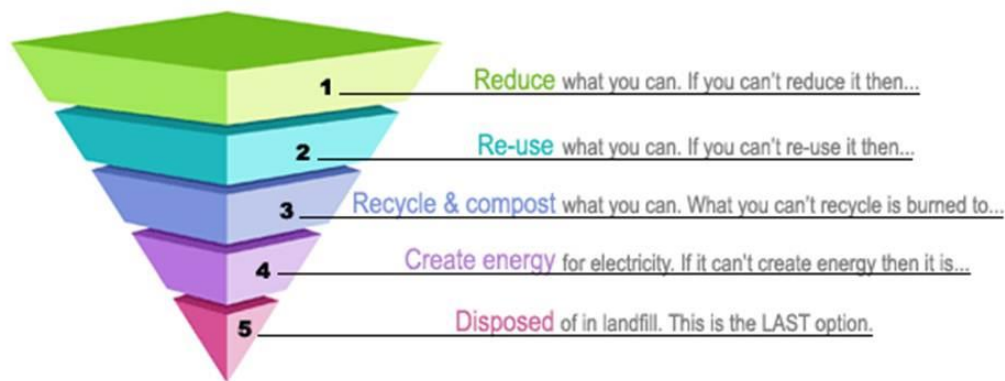 1 Reduce what you can. If you can't reduce it then...
2 Re-use what you can. If you can't re-use it then...
3 Recycle & compost what you can. What you can't recycle is burned to...
4 Create energy for electricity. If it can't create energy then it is...
5 Disposed of in landfill. This is the LAST option.